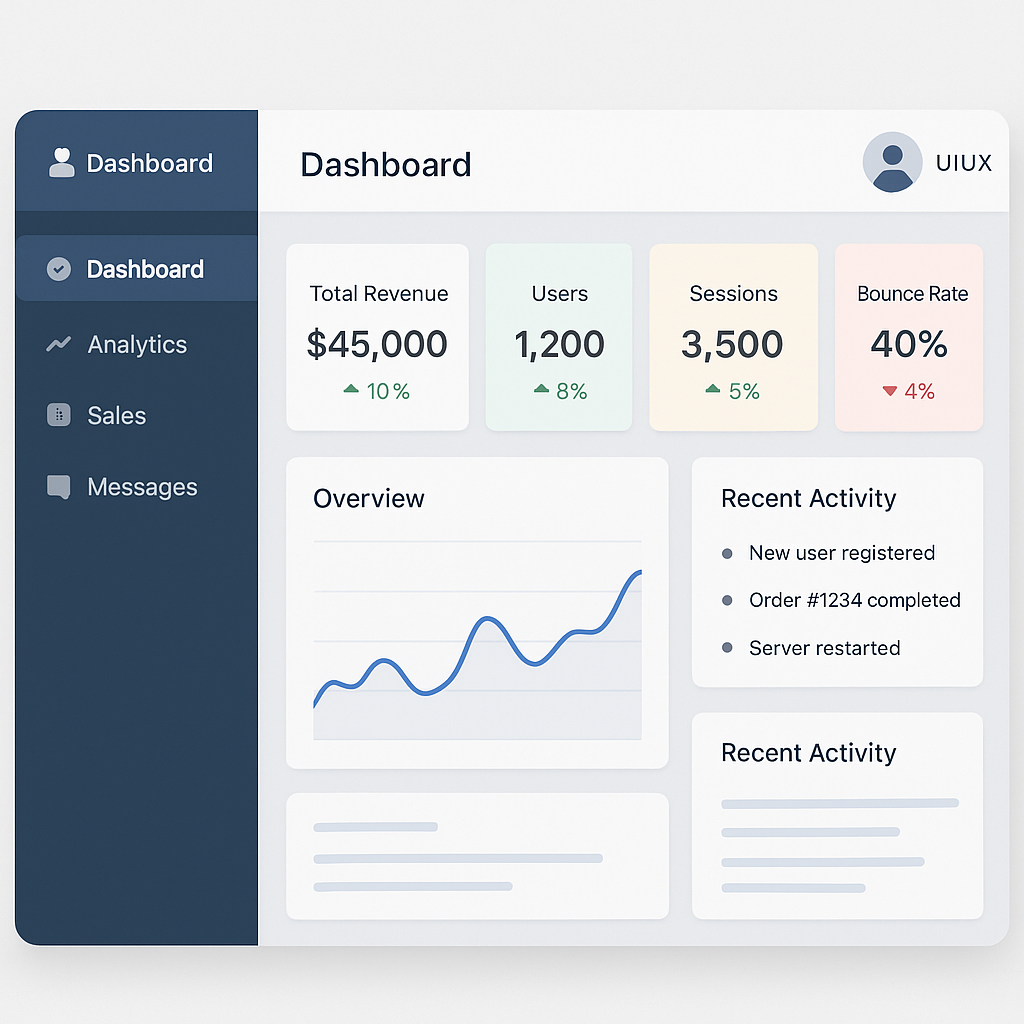 Dashboard
Dashboard
UIUX
Dashboard
Analytics
Sales
Messages
Total Revenue
$45,000
10%
Users
1,200
8%
Sessions
3,500
5%
Bounce Rate
40%
4%
Overview
Recent Activity
New user registered
Order #1234 completed
Server restarted
Recent Activity